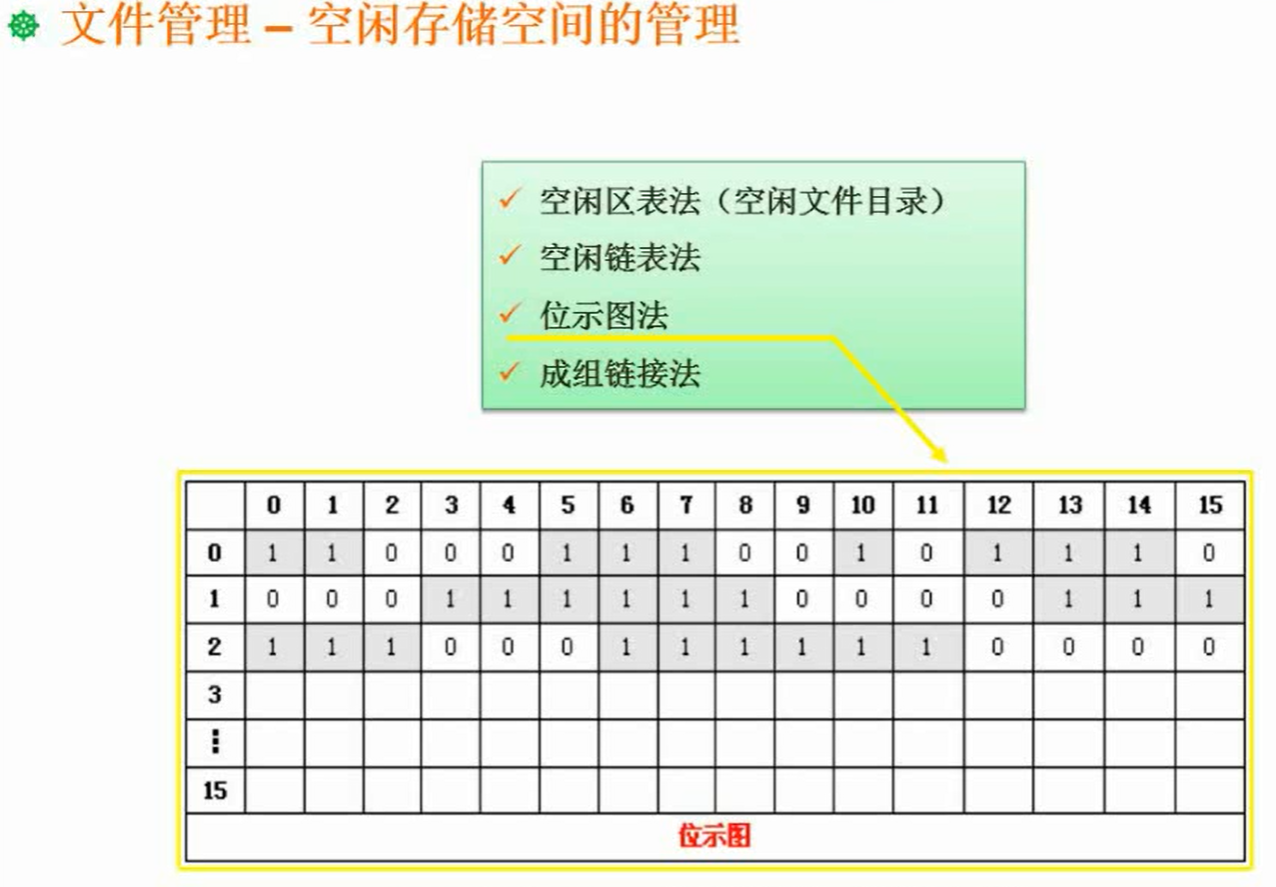 文件管理 – 空闲存储空间的管理
空闲区表法（空闲文件目录）
空闲链表法
位示图法
成组链接法
0 1 2 3 4 5 6 7 8 9 10 11 12 13 14 15
0 1 1 0 0 0 1 1 1 0 0 1 0 1 1 1 0
1 0 0 0 1 1 1 1 1 1 0 0 0 0 1 1 1
2 1 1 1 0 0 0 1 1 1 1 1 1 0 0 0 0
3
⋮
15
位示图